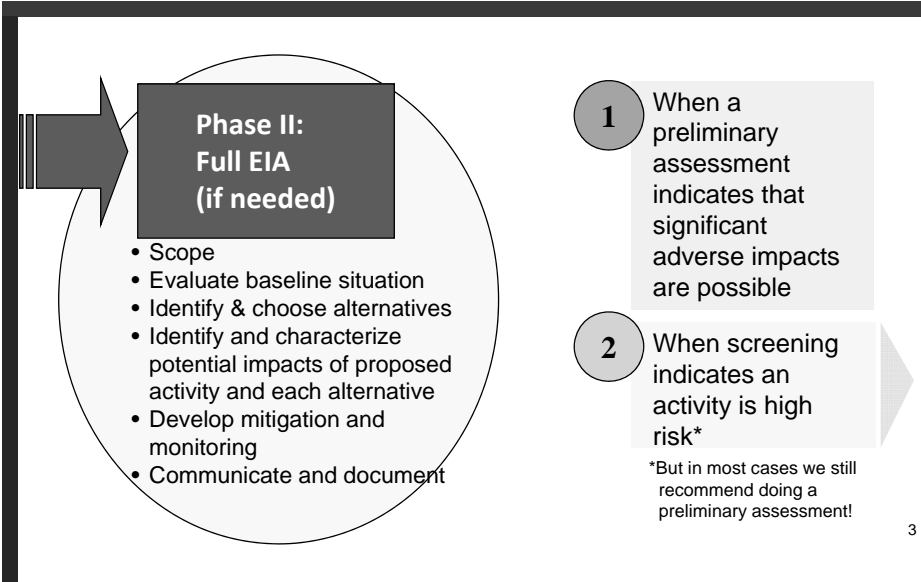 Phase II:
Full EIA
(if needed)
• Scope
• Evaluate baseline situation
• Identify & choose alternatives
• Identify and characterize
potential impacts of proposed
activity and each alternative
• Develop mitigation and
monitoring
• Communicate and document
1
When a
preliminary
assessment
indicates that
significant
adverse impacts
are possible
2
When screening
indicates an
activity is high
risk*
*But in most cases we still
recommend doing a
preliminary assessment!
3